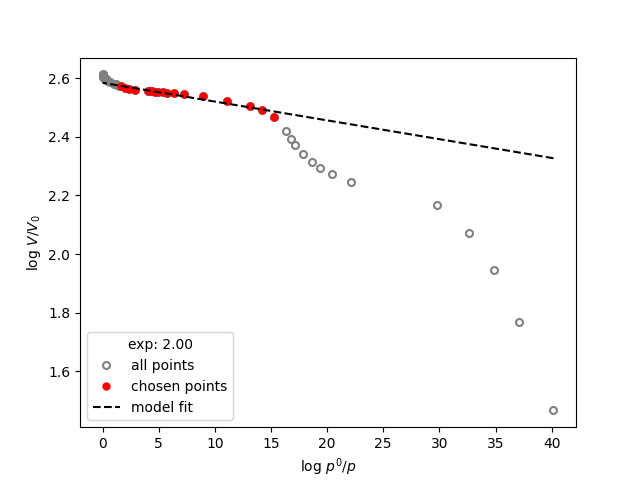 2.6
2.4
2.2
2.0
1.8
1.6
log V/V₀
exp: 2.00
all points
chosen points
model fit
0 5 10 15 20 25 30 35 40
log p⁰/p